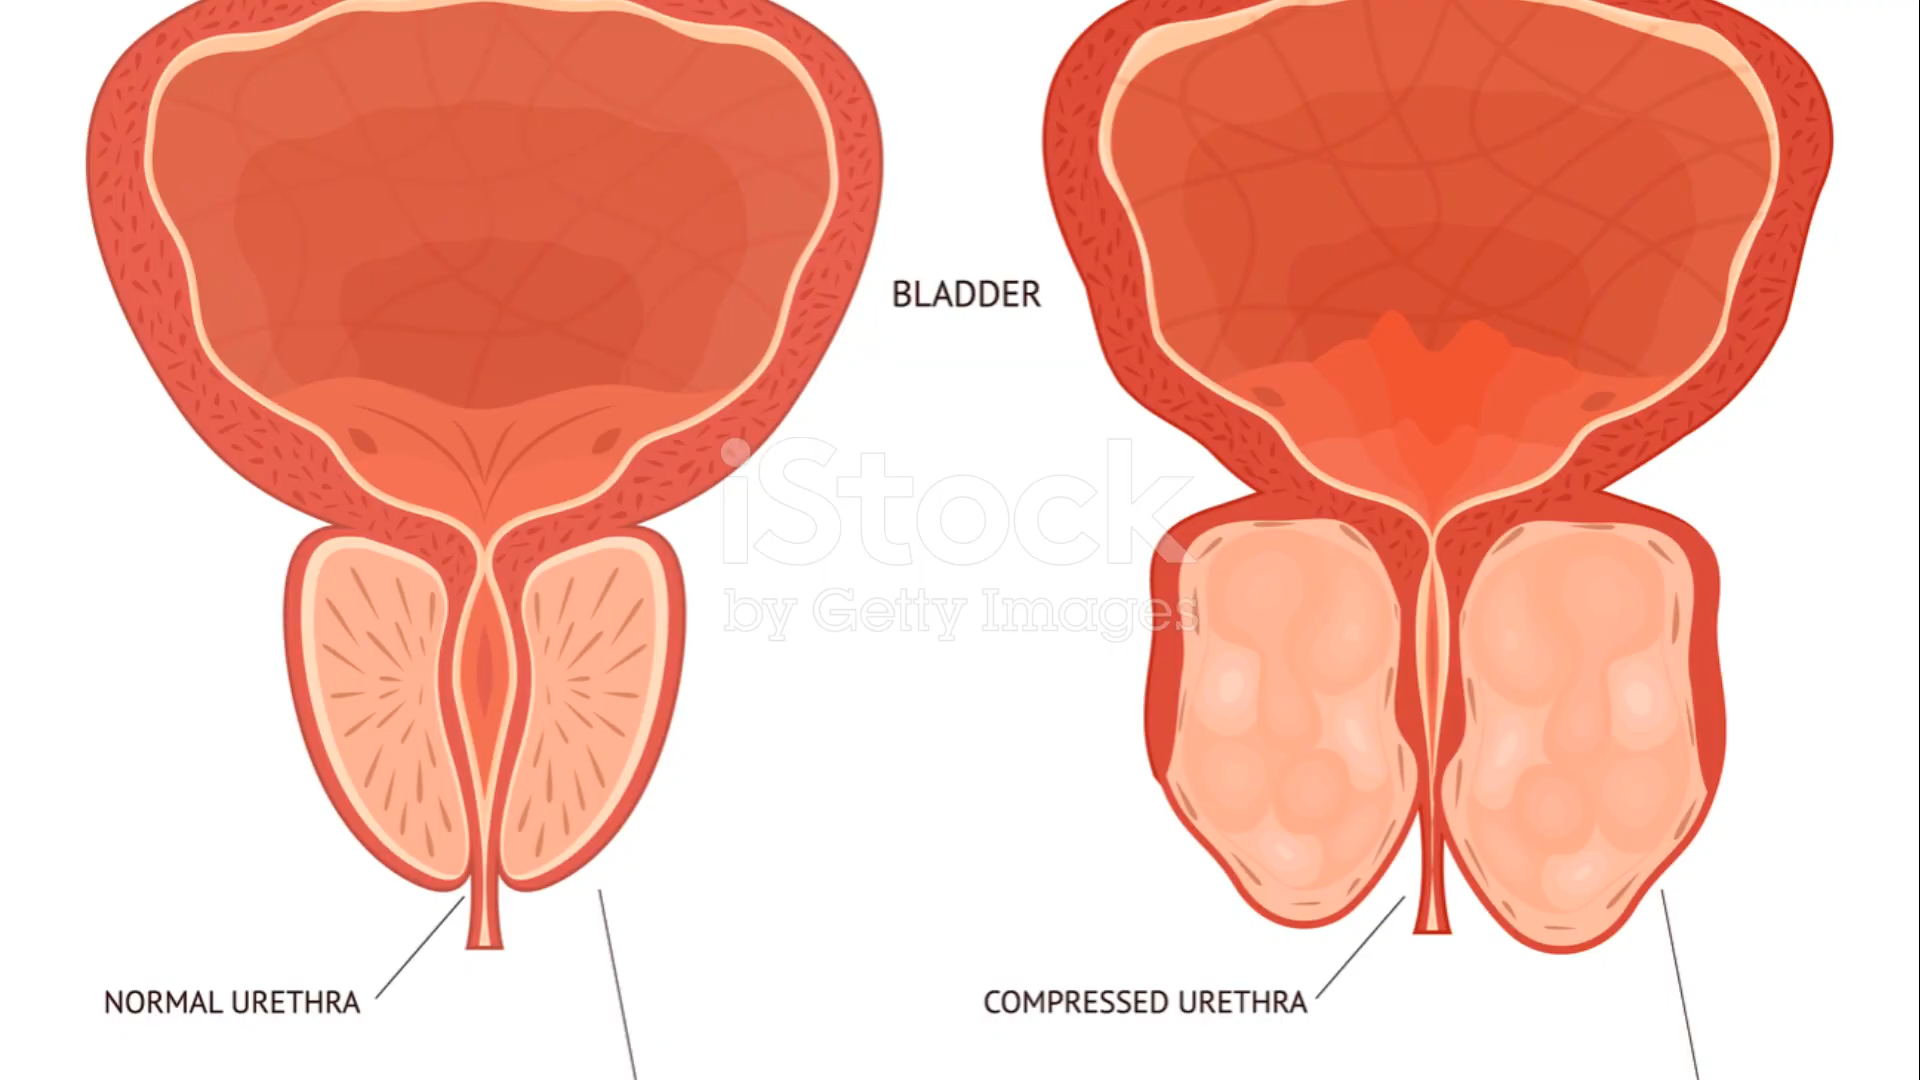 BLADDER
iStock
by Getty Images
NORMAL URETHRA
COMPRESSED URETHRA